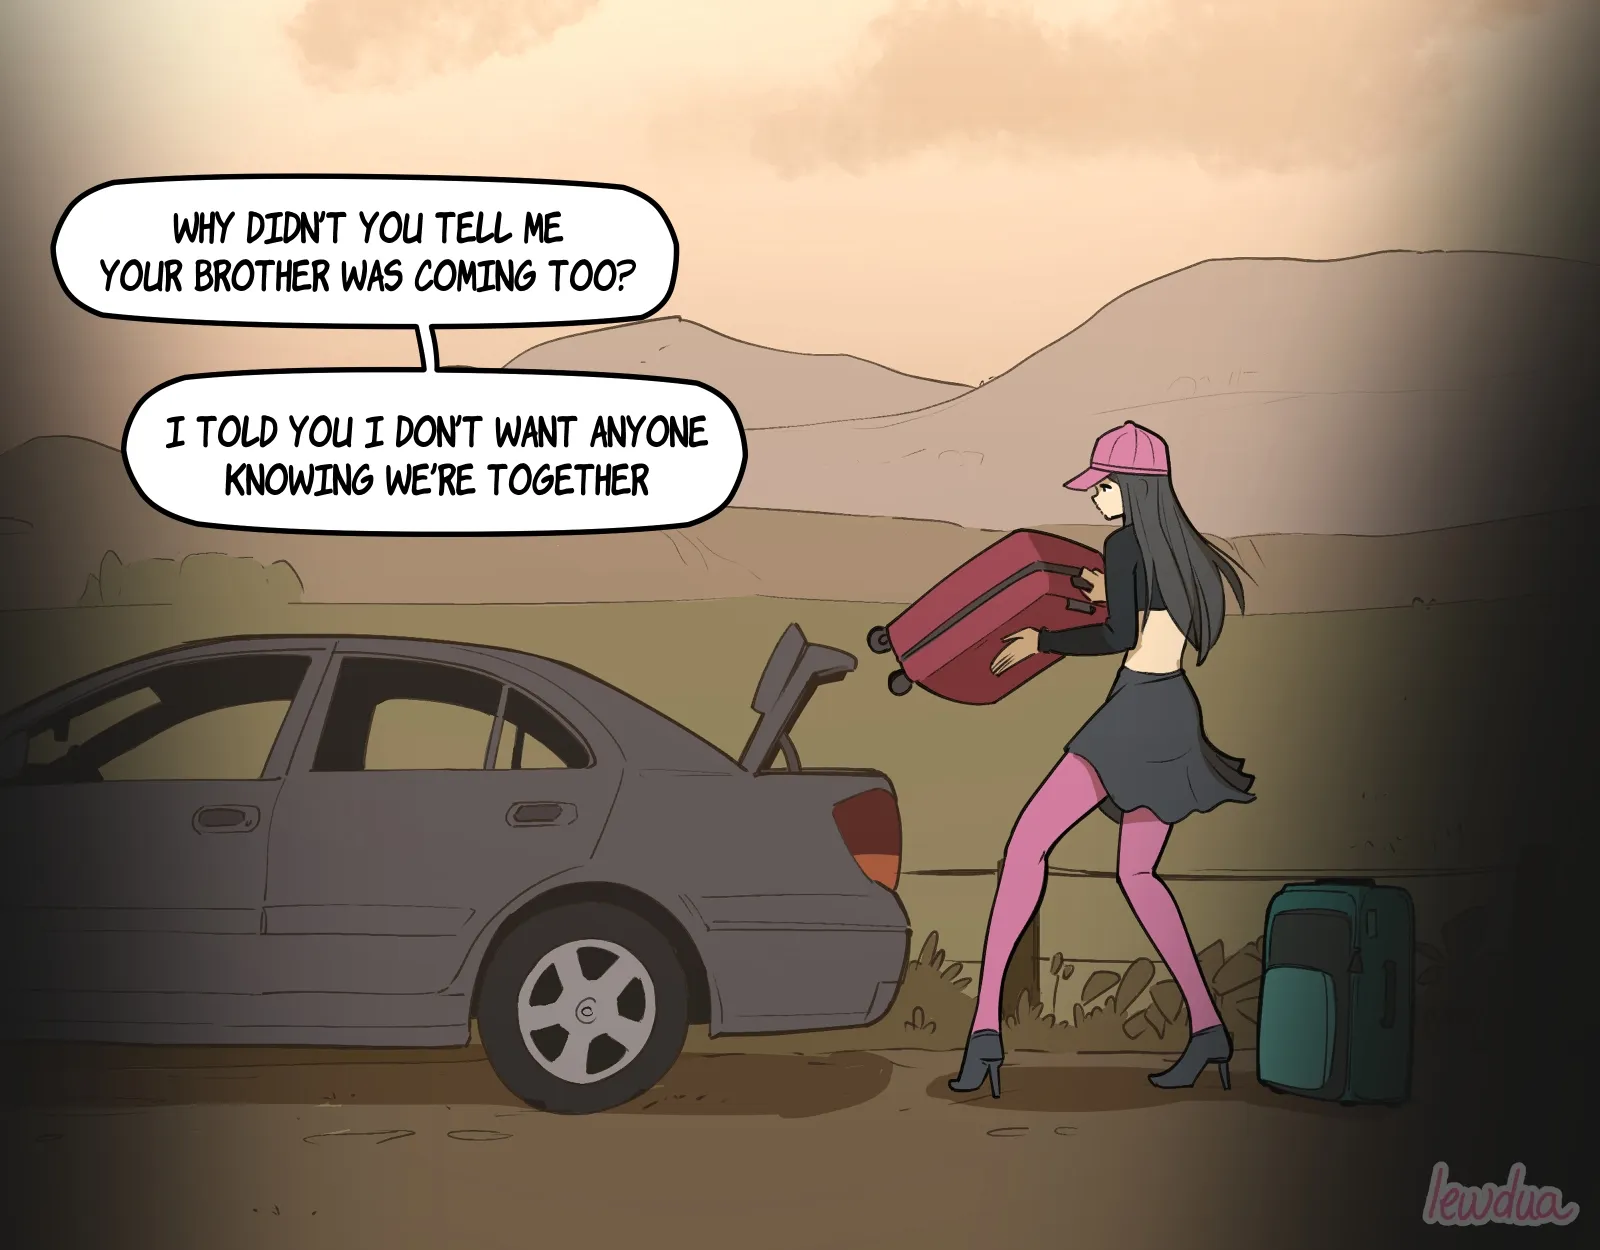 WHY DIDN'T YOU TELL ME
YOUR BROTHER WAS COMING TOO?
I TOLD YOU I DON'T WANT ANYONE
KNOWING WE'RE TOGETHER
lewdua